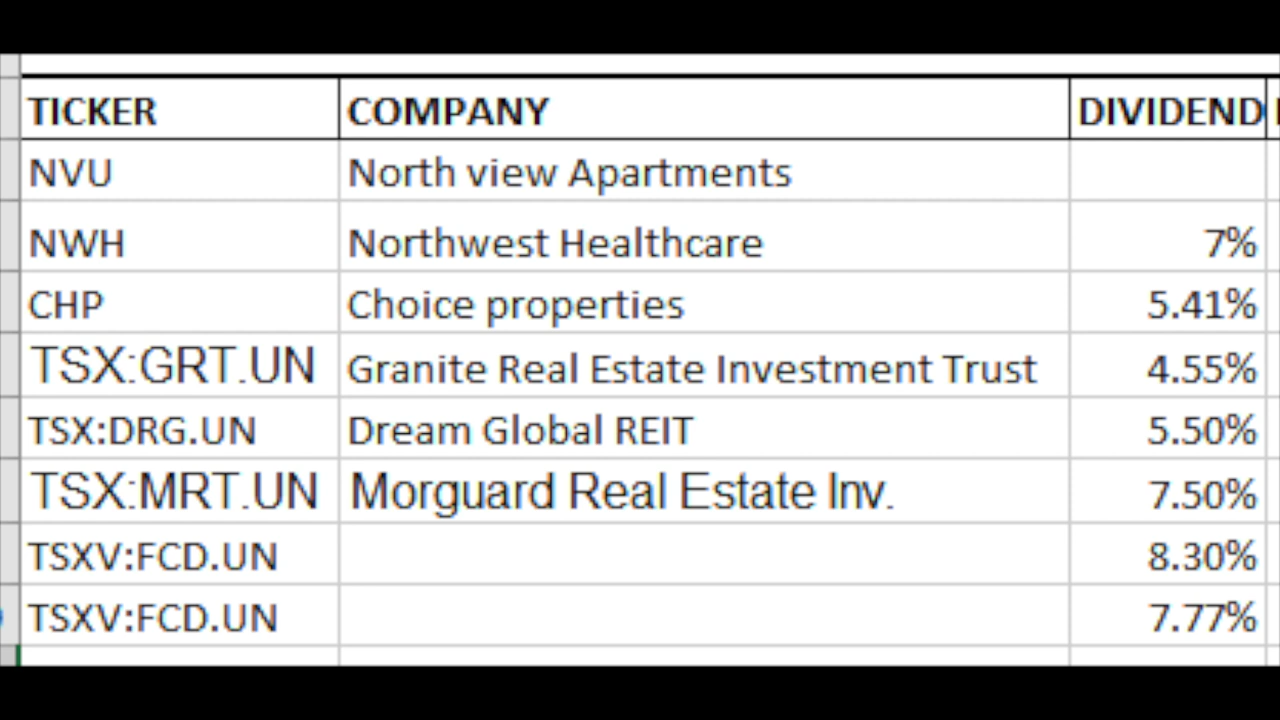 TICKER COMPANY DIVIDEND
NVU North view Apartments
NWH Northwest Healthcare 7%
CHP Choice properties 5.41%
TSX:GRT.UN Granite Real Estate Investment Trust 4.55%
TSX:DRG.UN Dream Global REIT 5.50%
TSX:MRT.UN Morguard Real Estate Inv. 7.50%
TSXV:FCD.UN 8.30%
TSXV:FCD.UN 7.77%